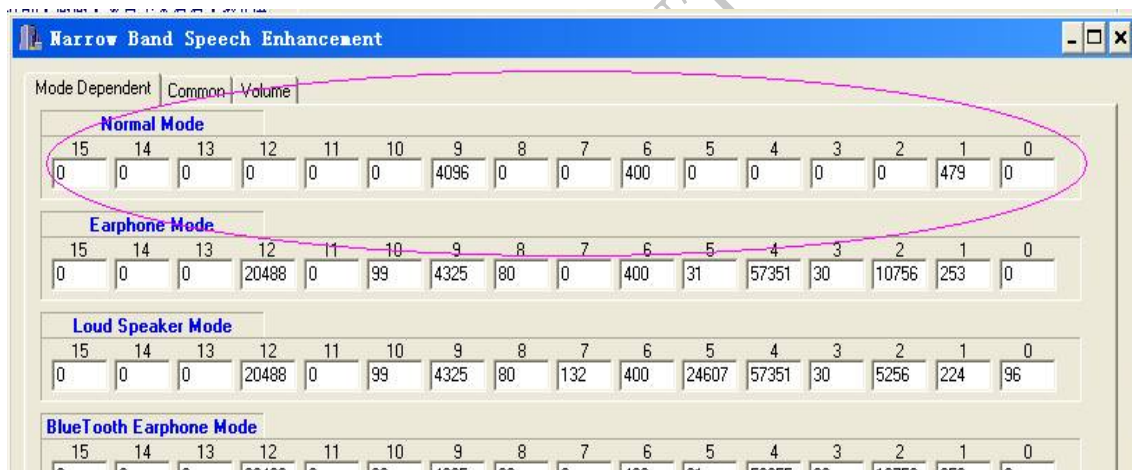 Narrow Band Speech Enhancement
Mode Dependent Common Volume
Normal Mode
15 14 13 12 11 10 9 8 7 6 5 4 3 2 1 0
0 0 0 0 0 0 4096 0 0 400 0 0 0 0 479 0
Earphone Mode
15 14 13 12 11 10 9 8 7 6 5 4 3 2 1 0
0 0 0 20488 0 99 4325 80 0 400 31 57351 30 10756 253 0
Loud Speaker Mode
15 14 13 12 11 10 9 8 7 6 5 4 3 2 1 0
0 0 0 20488 0 99 4325 80 132 400 24607 57351 30 5256 224 96
BlueTooth Earphone Mode
15 14 13 12 11 10 9 8 7 6 5 4 3 2 1 0